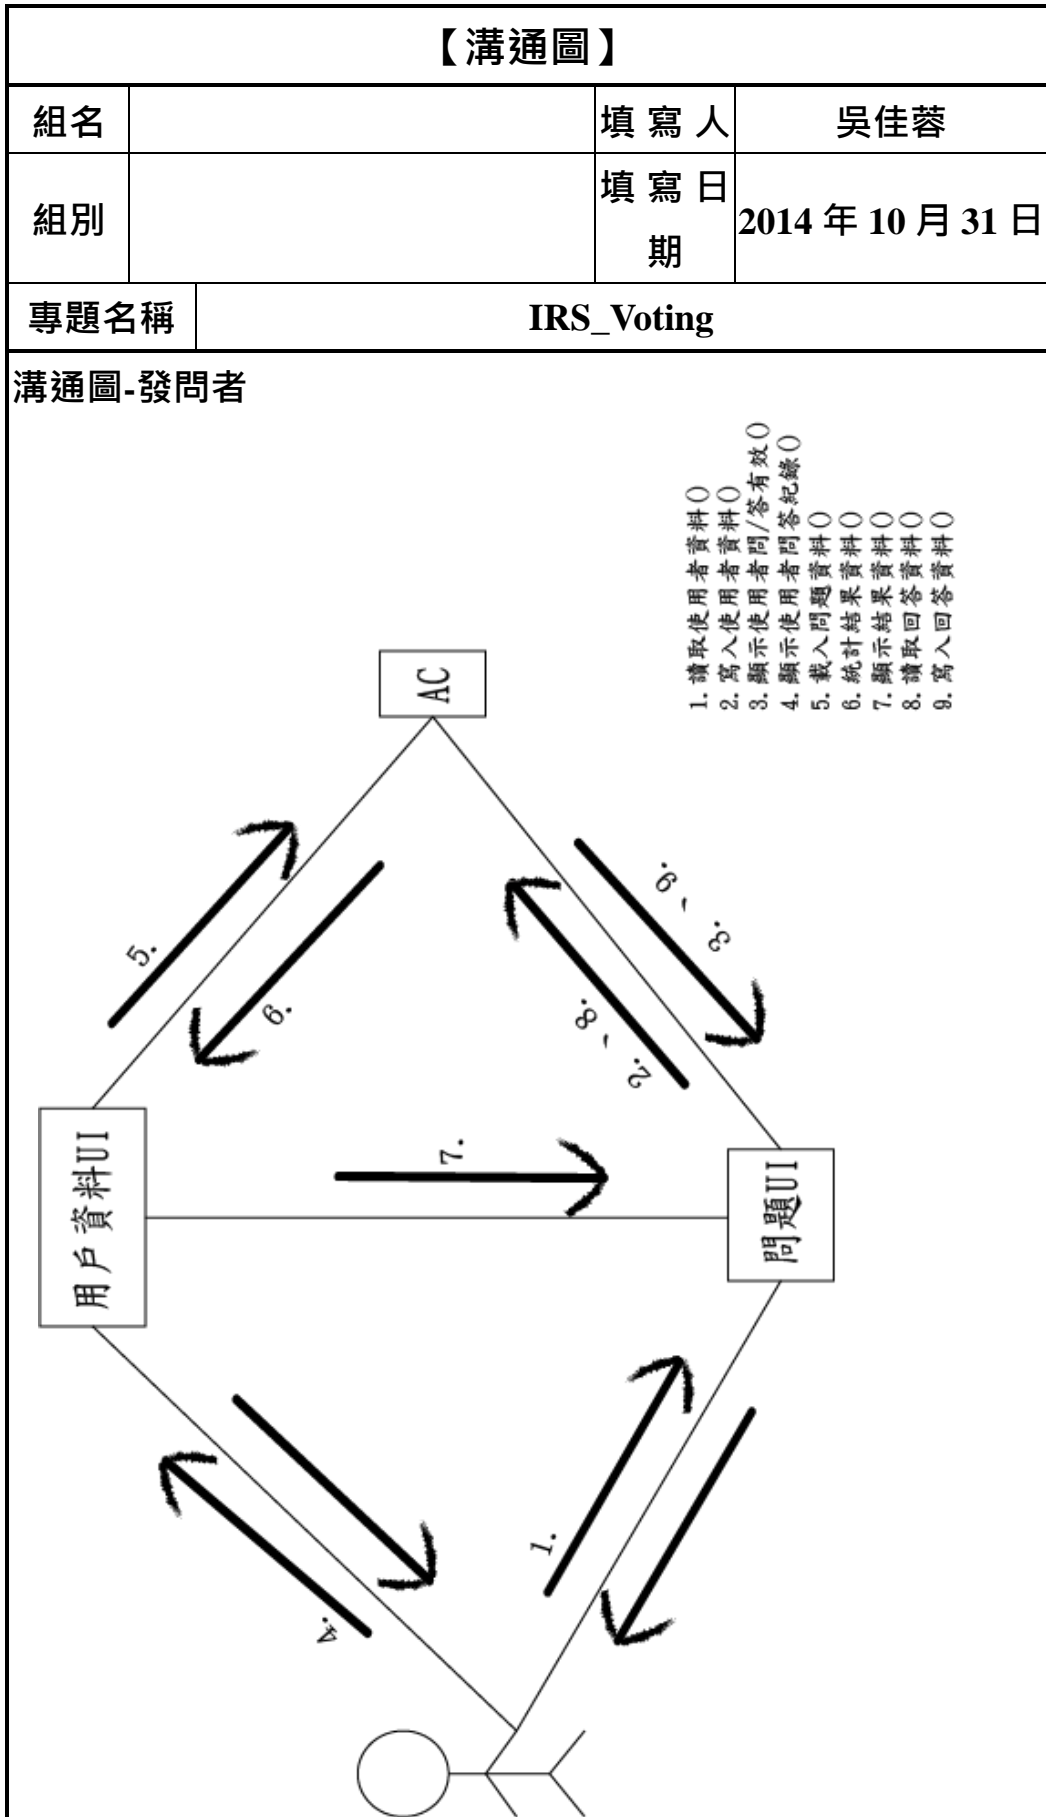 【溝通圖】
組名
填寫人
吳佳蓉
組別
填寫日期
2014 年 10 月 31 日
專題名稱
IRS_Voting
溝通圖-發問者
1. 讀取使用者資料()
2. 寫入使用者資料()
3. 顯示使用者問/答有效()
4. 顯示使用者問答紀錄()
5. 載入問題資料()
6. 統計結果資料()
7. 顯示結果資料()
8. 讀取回答資料()
9. 寫入回答資料()
AC
5.
6.
2.、8.
3.、9.
用戶資料UI
7.
問題UI
4.
1.